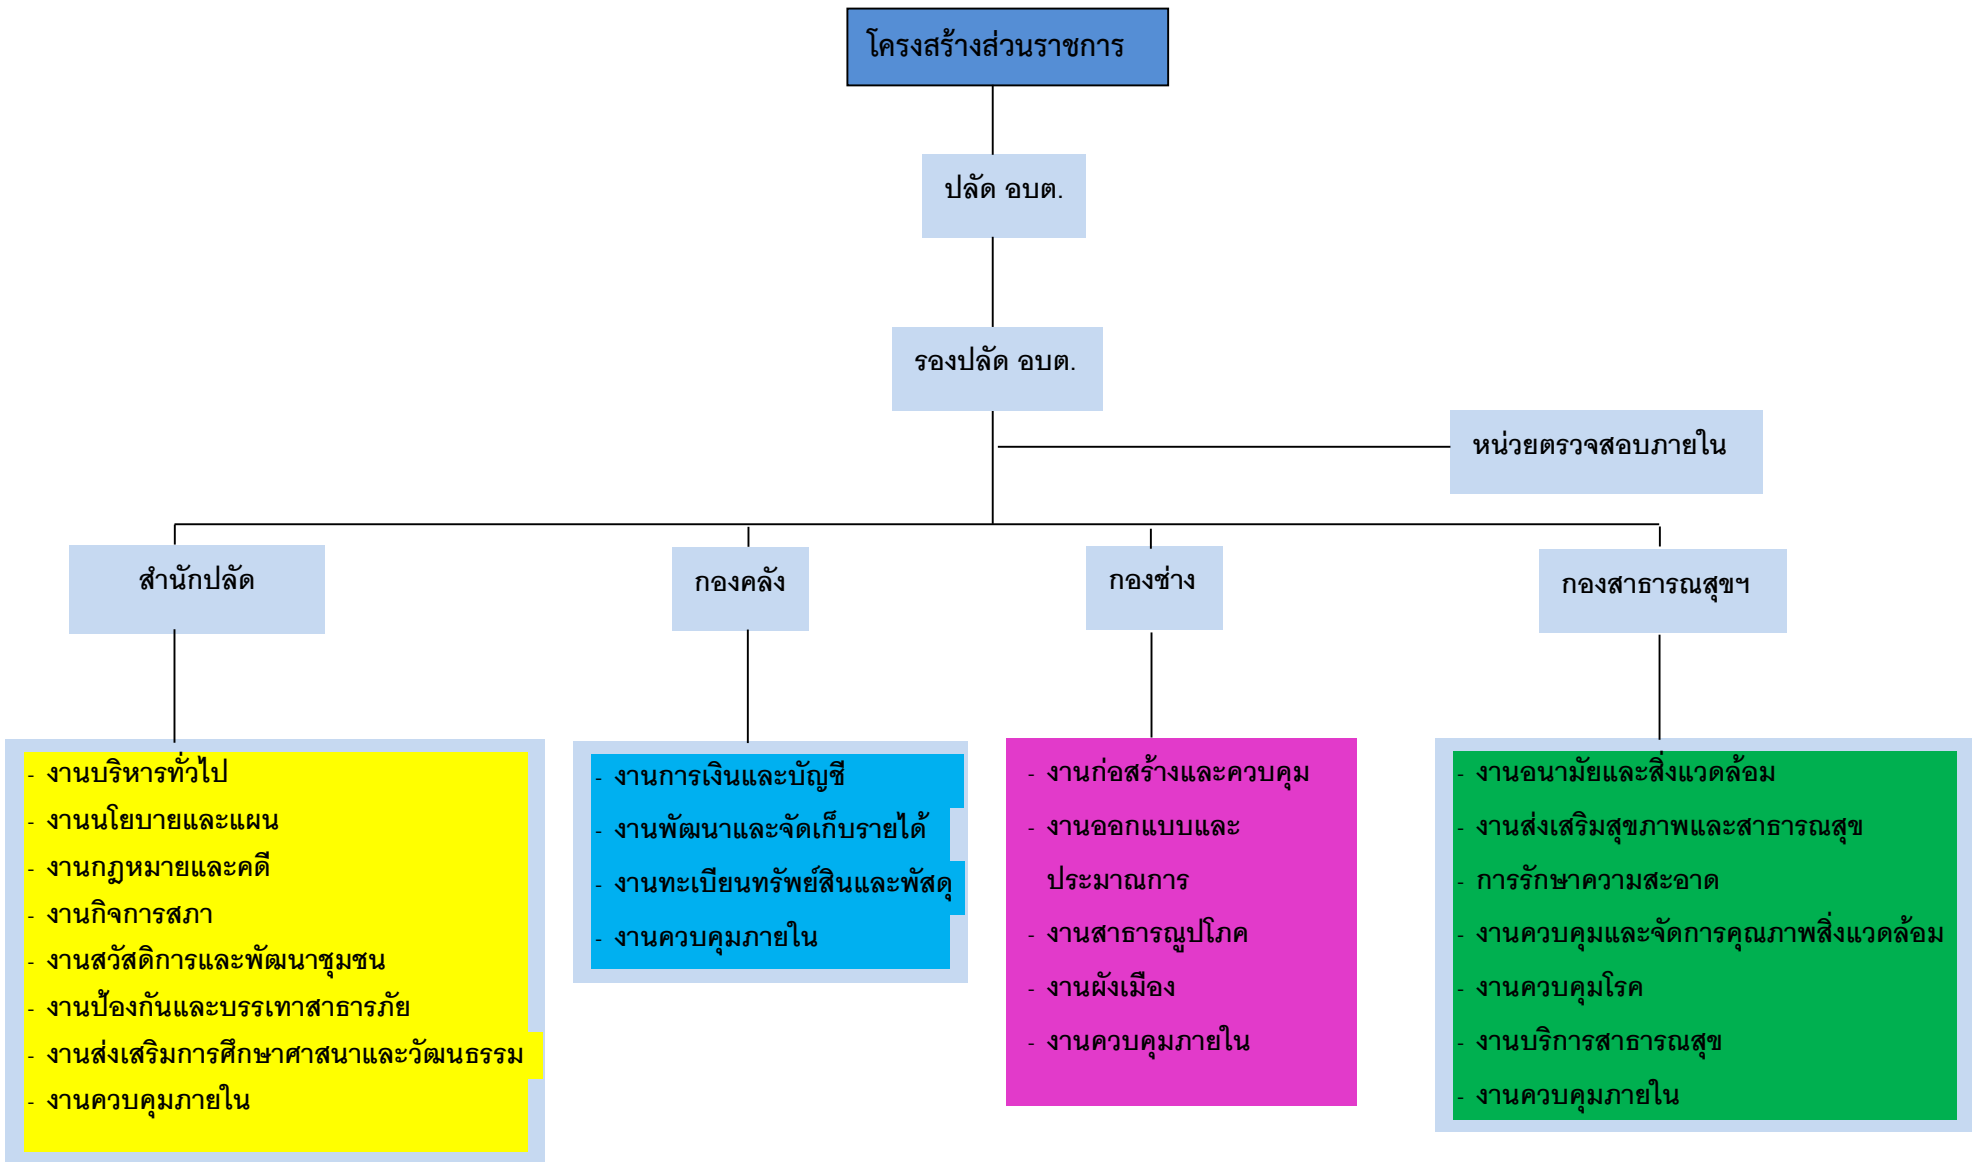 โครงสร้างส่วนราชการ
ปลัด อบต.
รองปลัด อบต.
หน่วยตรวจสอบภายใน
สำนักปลัด
กองคลัง
กองช่าง
กองสาธารณสุขฯ
- งานบริหารทั่วไป
- งานนโยบายและแผน
- งานกฎหมายและคดี
- งานกิจการสภา
- งานสวัสดิการและพัฒนาชุมชน
- งานป้องกันและบรรเทาสาธารภัย
- งานส่งเสริมการศึกษาศาสนาและวัฒนธรรม
- งานควบคุมภายใน
- งานการเงินและบัญชี
- งานพัฒนาและจัดเก็บรายได้
- งานทะเบียนทรัพย์สินและพัสดุ
- งานควบคุมภายใน
- งานก่อสร้างและควบคุม
- งานออกแบบและ
ประมาณการ
- งานสาธารณูปโภค
- งานผังเมือง
- งานควบคุมภายใน
- งานอนามัยและสิ่งแวดล้อม
- งานส่งเสริมสุขภาพและสาธารณสุข
- การรักษาความสะอาด
- งานควบคุมและจัดการคุณภาพสิ่งแวดล้อม
- งานควบคุมโรค
- งานบริการสาธารณสุข
- งานควบคุมภายใน